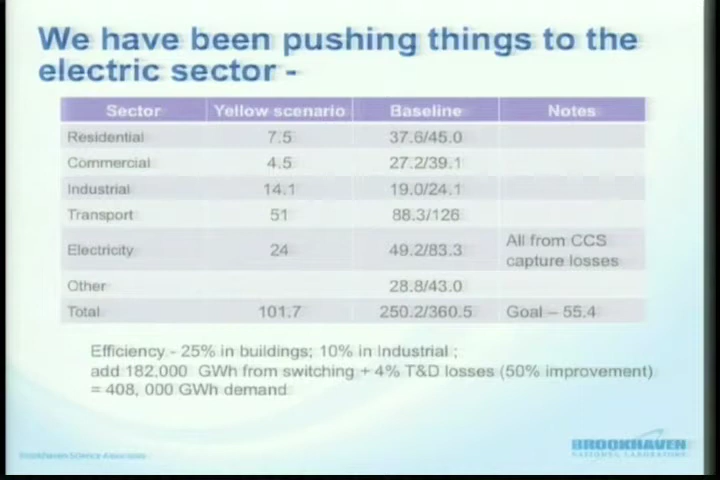 We have been pushing things to the
electric sector -
Sector Yellow scenario Baseline Notes
Residential 7.5 37.6/45.0
Commercial 4.5 27.2/39.1
Industrial 14.1 19.0/24.1
Transport 51 88.3/126
Electricity 24 49.2/83.3 All from CCS
capture losses
Other 28.8/43.0
Total 101.7 250.2/360.5 Goal – 55.4
Efficiency - 25% in buildings; 10% in Industrial ;
add 182,000 GWh from switching + 4% T&D losses (50% improvement)
= 408, 000 GWh demand
BROOKHAVEN
NATIONAL LABORATORY
Brookhaven Science Associates